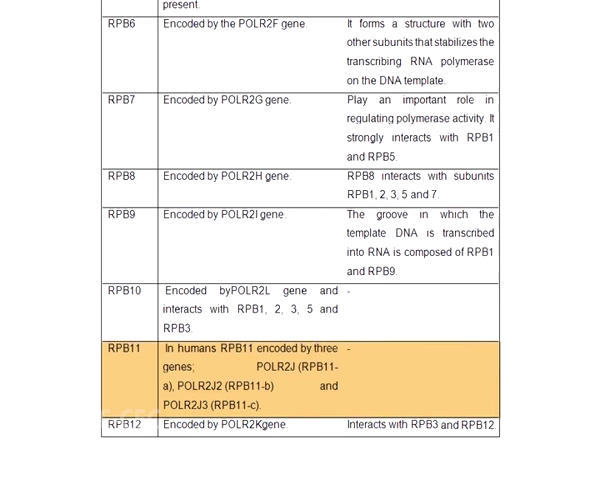 present.
RPB6 Encoded by the POLR2F gene. It forms a structure with two
other subunits that stabilizes the
transcribing RNA polymerase
on the DNA template.
RPB7 Encoded by POLR2G gene. Play an important role in
regulating polymerase activity. It
strongly interacts with RPB1
and RPB5.
RPB8 Encoded by POLR2H gene. RPB8 interacts with subunits
RPB1, 2, 3, 5 and 7.
RPB9 Encoded by POLR2I gene. The groove in which the
template DNA is transcribed
into RNA is composed of RPB1
and RPB9.
RPB10 Encoded byPOLR2L gene and -
interacts with RPB1, 2, 3, 5 and
RPB3.
RPB11 In humans RPB11 encoded by three -
genes; POLR2J (RPB11-
a), POLR2J2 (RPB11-b) and
POLR2J3 (RPB11-c).
RPB12 Encoded by POLR2Kgene. Interacts with RPB3 and RPB12.